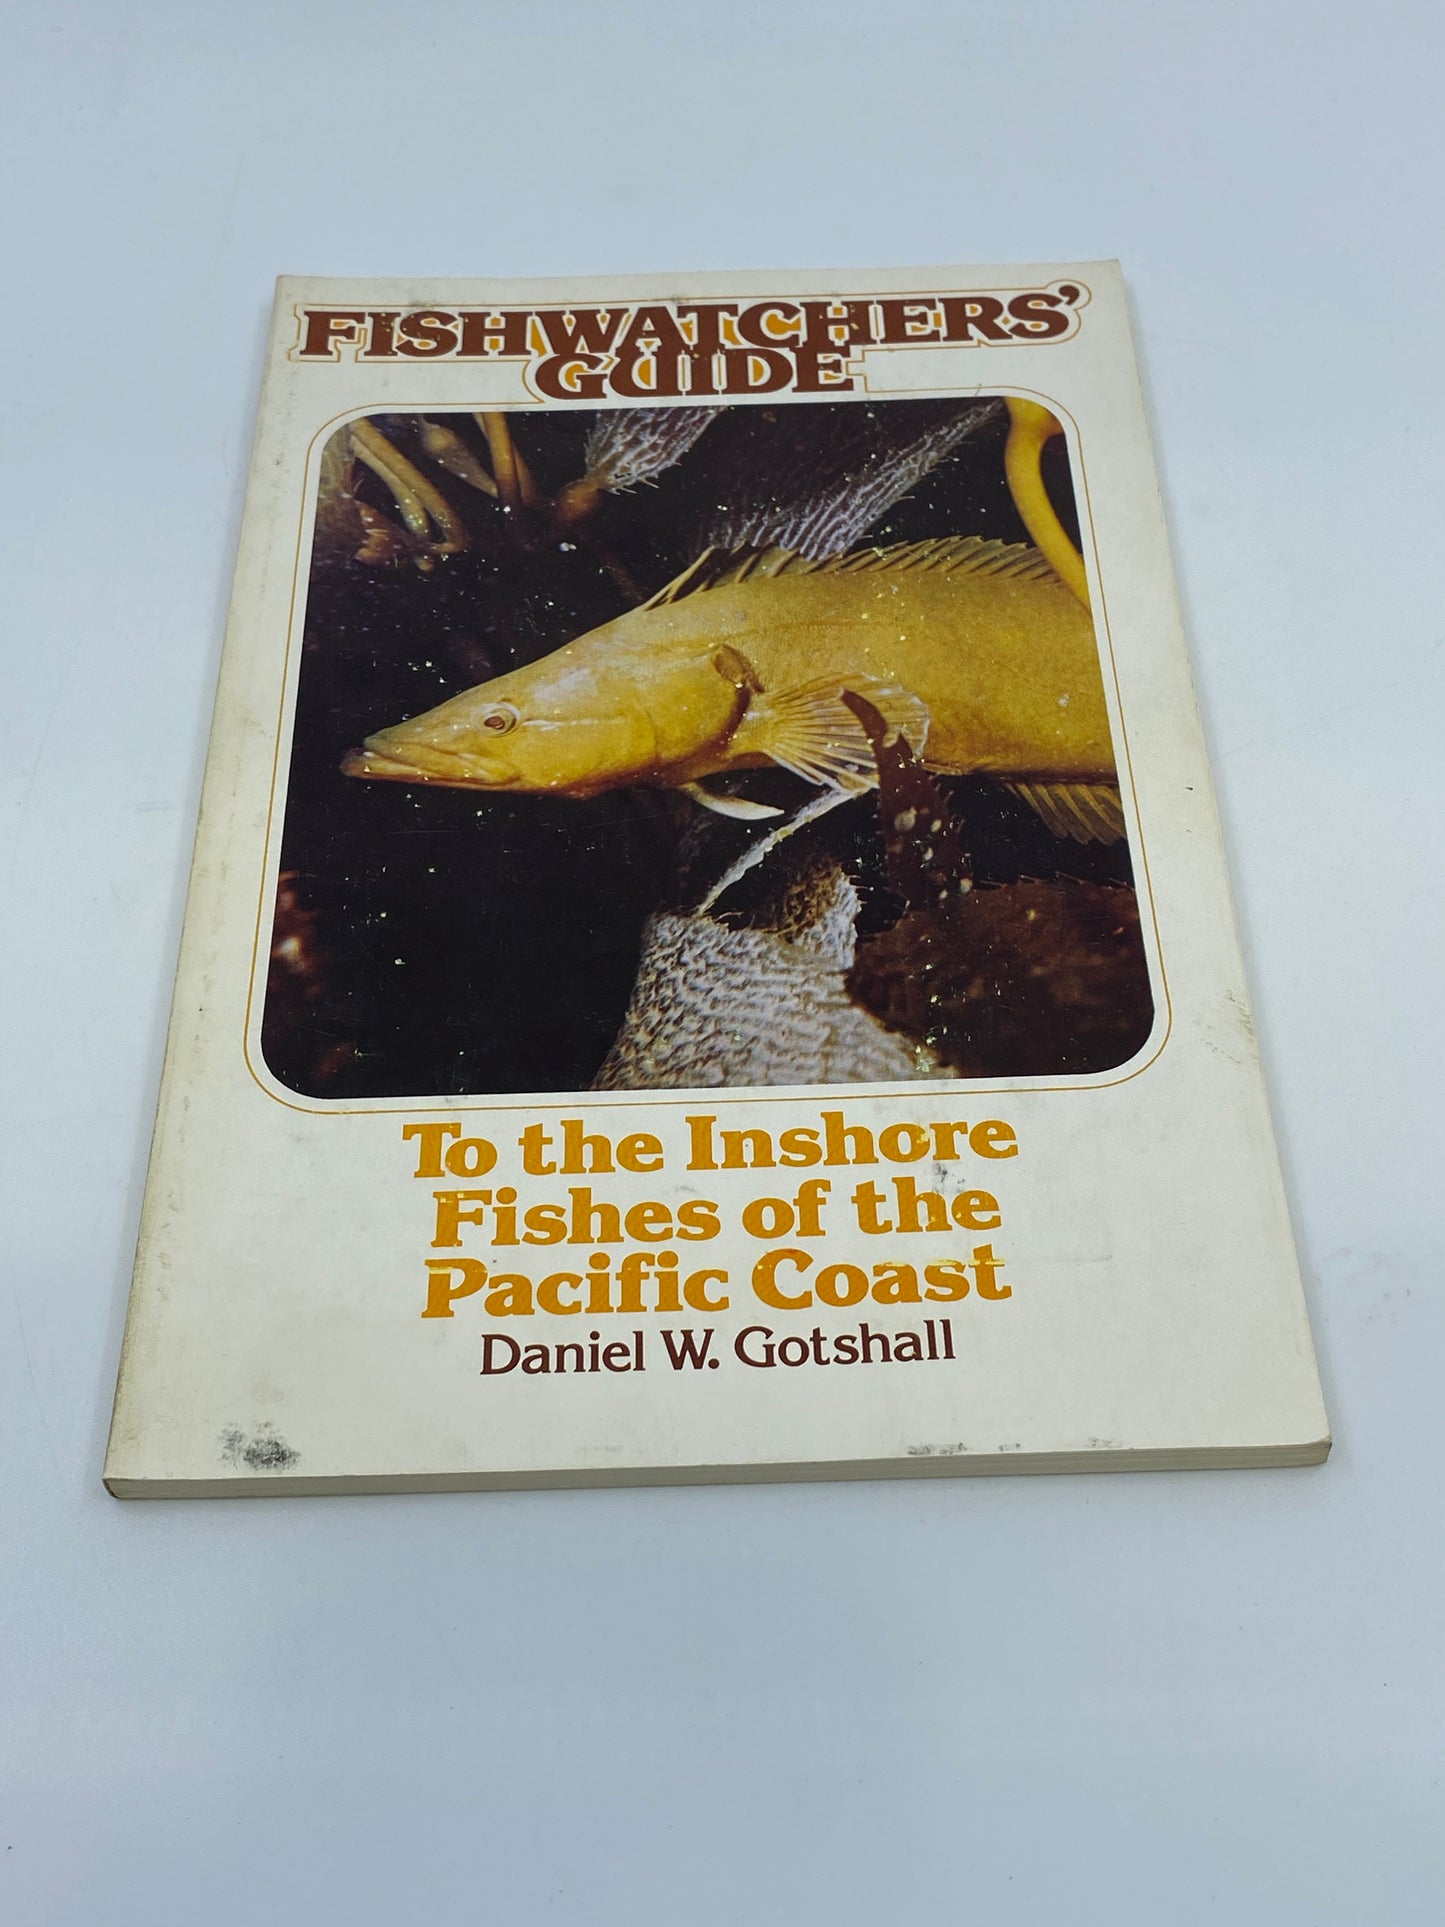 FISHWATCHERS'
GUIDE
To the Inshore
Fishes of the
Pacific Coast
Daniel W. Gotshall